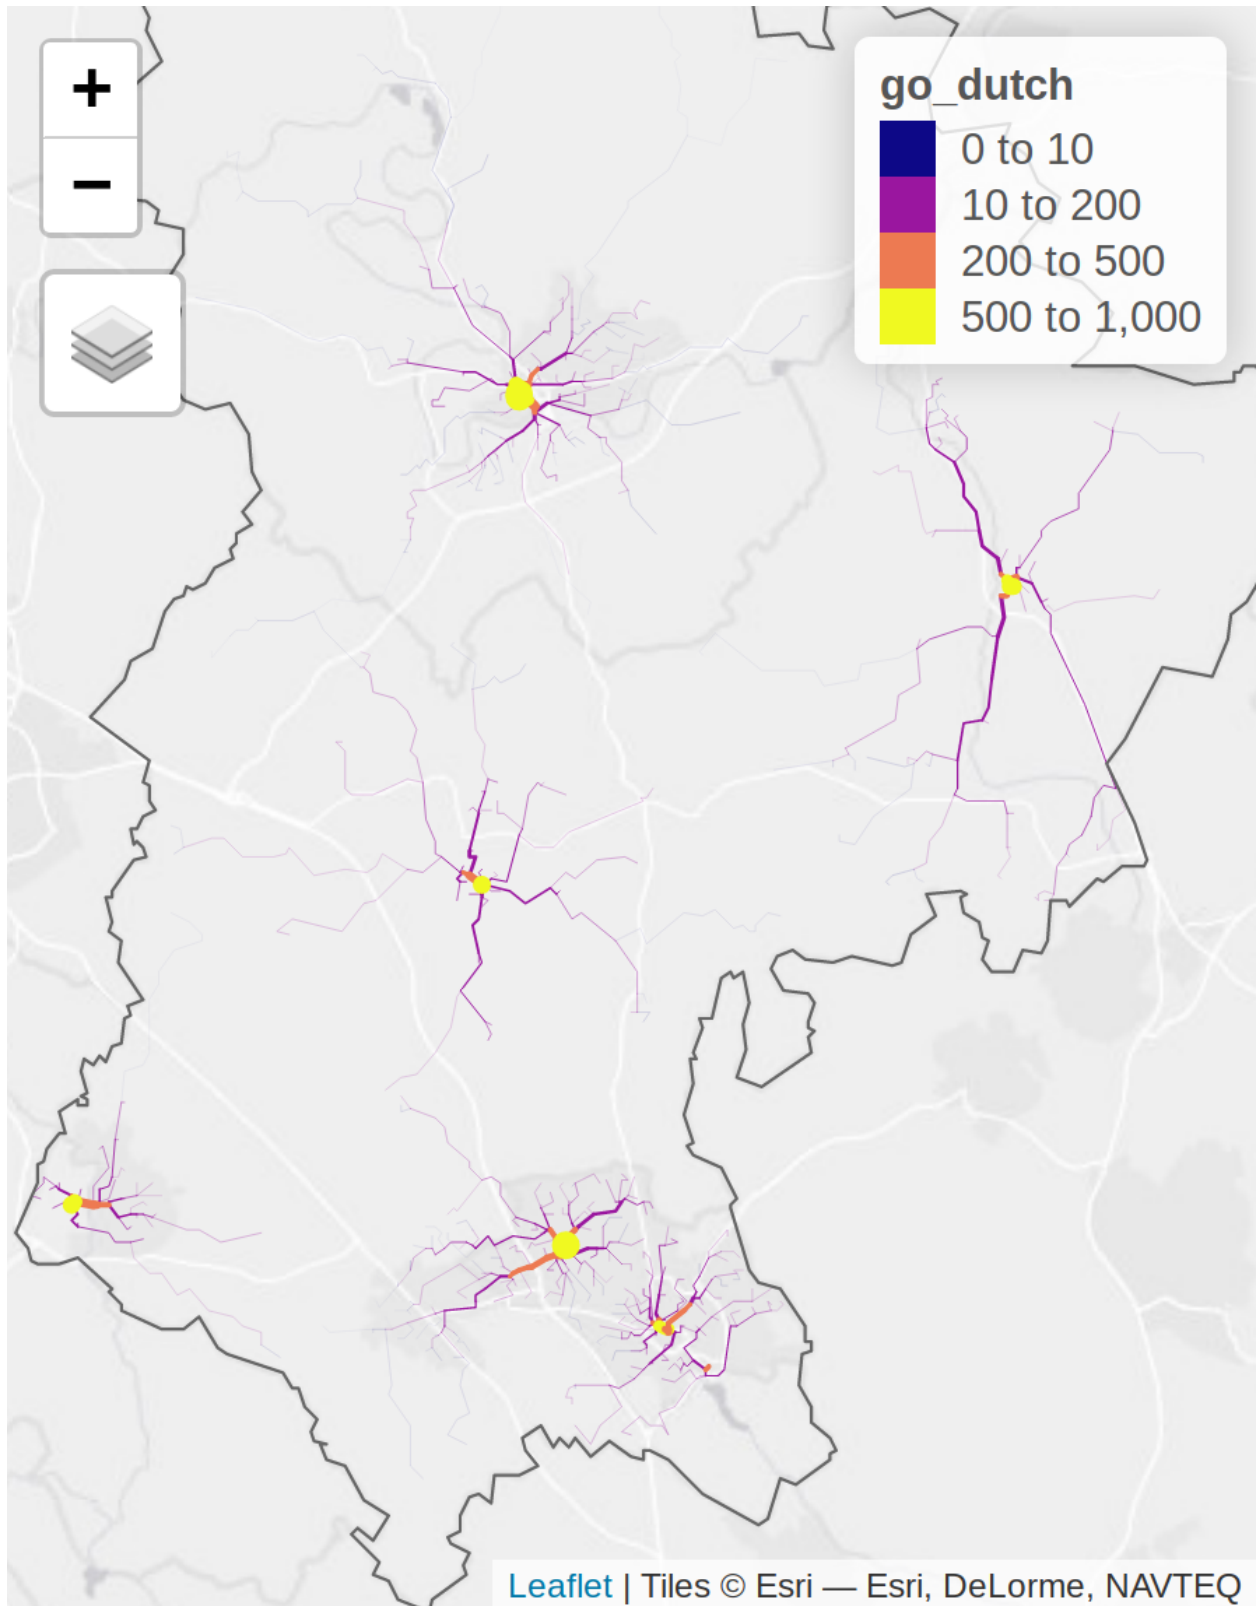 +
−
go_dutch
0 to 10
10 to 200
200 to 500
500 to 1,000
Leaflet | Tiles © Esri — Esri, DeLorme, NAVTEQ